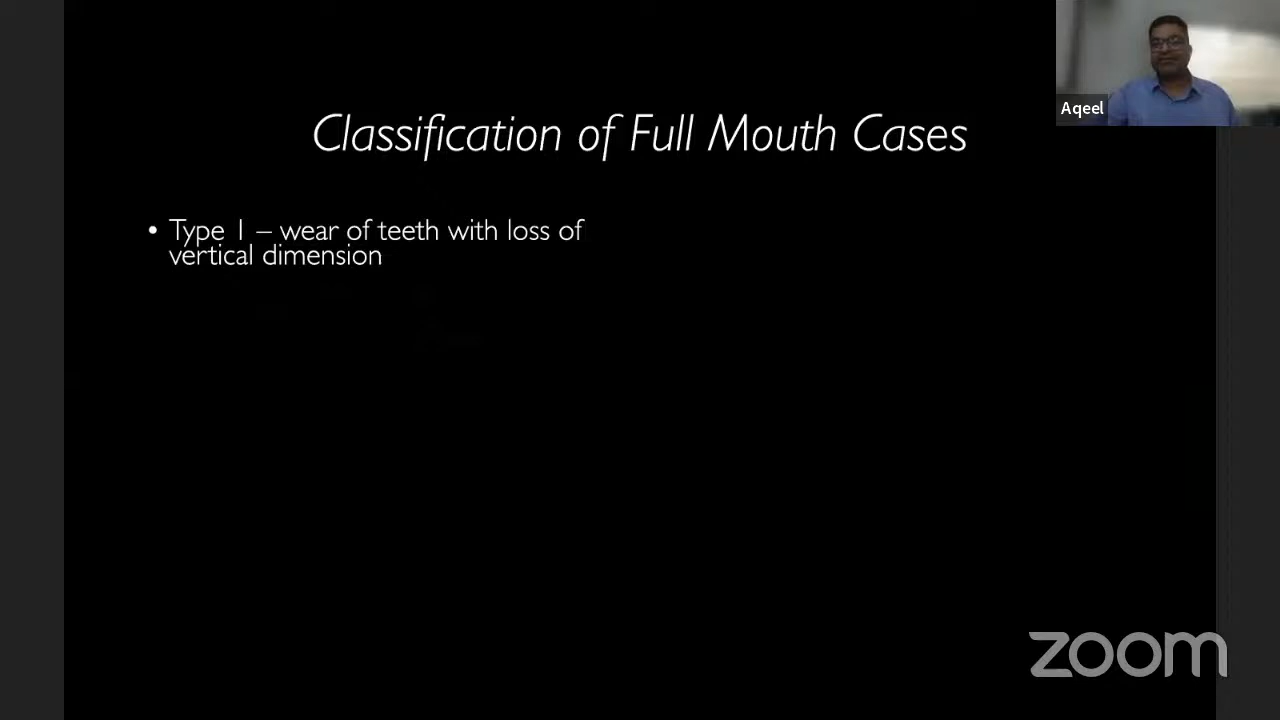 Aqeel
Classification of Full Mouth Cases
• Type 1 – wear of teeth with loss of
vertical dimension
zoom